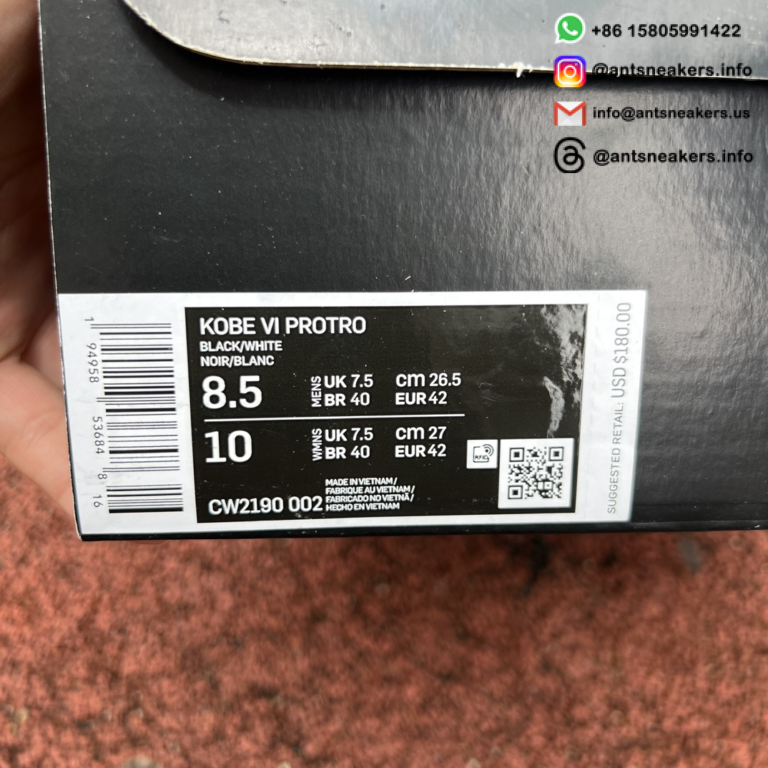 +86 15805991422
@antsneakers.info
info@antsneakers.us
@antsneakers.info
KOBE VI PROTRO
BLACK/WHITE
NOIR/BLANC
8.5 MENS UK 7.5 cm 26.5
BR 40 EUR 42
10 WMNS UK 7.5 cm 27
BR 40 EUR 42
RFID
CW2190 002
MADE IN VIETNAM/
FABRIQUE AU VIETNAM/
FABRICADO NO VIETNÃ/
HECHO EN VIETNAM
1 94958 53684 8 16
SUGGESTED RETAIL: USD $180.00